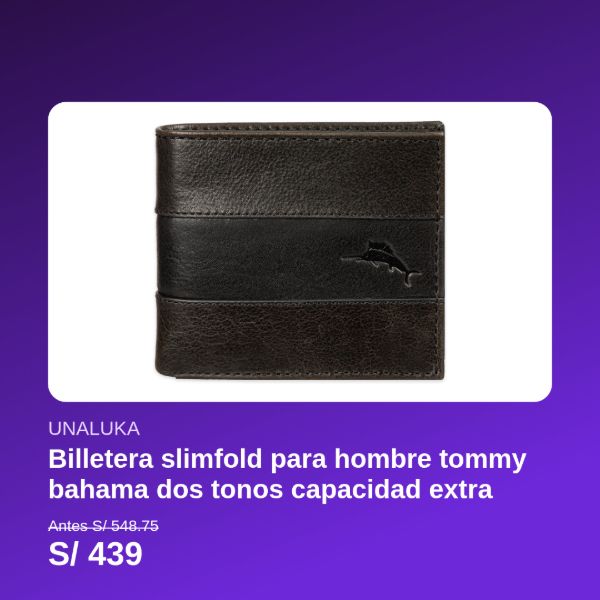 UNALUKA
Billetera slimfold para hombre tommy
bahama dos tonos capacidad extra
Antes S/ 548.75
S/ 439